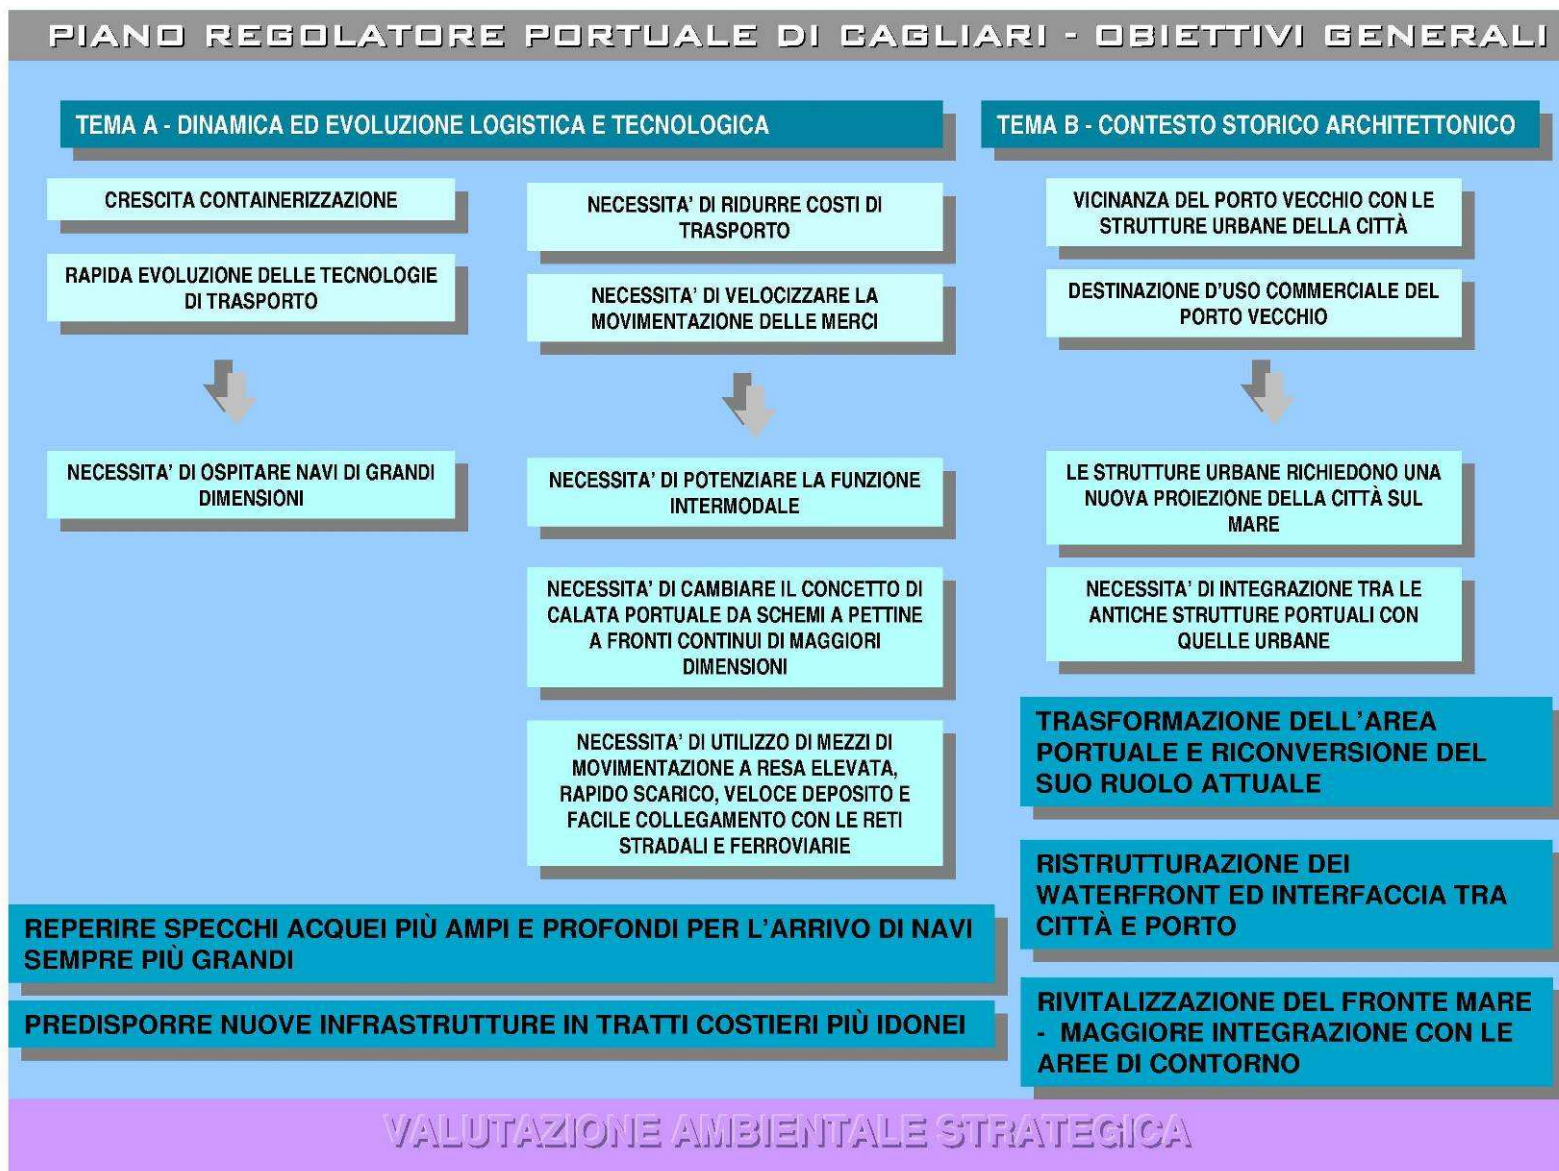 PIANO REGOLATORE PORTUALE DI CAGLIARI - OBIETTIVI GENERALI
TEMA A - DINAMICA ED EVOLUZIONE LOGISTICA E TECNOLOGICA
CRESCITA CONTAINERIZZAZIONE
RAPIDA EVOLUZIONE DELLE TECNOLOGIE
DI TRASPORTO
NECESSITA' DI OSPITARE NAVI DI GRANDI
DIMENSIONI
NECESSITA' DI RIDURRE COSTI DI
TRASPORTO
NECESSITA' DI VELOCIZZARE LA
MOVIMENTAZIONE DELLE MERCI
NECESSITA' DI POTENZIARE LA FUNZIONE
INTERMODALE
NECESSITA' DI CAMBIARE IL CONCETTO DI
CALATA PORTUALE DA SCHEMI A PETTINE
A FRONTI CONTINUI DI MAGGIORI
DIMENSIONI
NECESSITA' DI UTILIZZO DI MEZZI DI
MOVIMENTAZIONE A RESA ELEVATA,
RAPIDO SCARICO, VELOCE DEPOSITO E
FACILE COLLEGAMENTO CON LE RETI
STRADALI E FERROVIARIE
REPERIRE SPECCHI ACQUEI PIÙ AMPI E PROFONDI PER L'ARRIVO DI NAVI
SEMPRE PIÙ GRANDI
PREDISPORRE NUOVE INFRASTRUTTURE IN TRATTI COSTIERI PIÙ IDONEI
TEMA B - CONTESTO STORICO ARCHITETTONICO
VICINANZA DEL PORTO VECCHIO CON LE
STRUTTURE URBANE DELLA CITTÀ
DESTINAZIONE D'USO COMMERCIALE DEL
PORTO VECCHIO
LE STRUTTURE URBANE RICHIEDONO UNA
NUOVA PROIEZIONE DELLA CITTÀ SUL
MARE
NECESSITA' DI INTEGRAZIONE TRA LE
ANTICHE STRUTTURE PORTUALI CON
QUELLE URBANE
TRASFORMAZIONE DELL'AREA
PORTUALE E RICONVERSIONE DEL
SUO RUOLO ATTUALE
RISTRUTTURAZIONE DEI
WATERFRONT ED INTERFACCIA TRA
CITTÀ E PORTO
RIVITALIZZAZIONE DEL FRONTE MARE
- MAGGIORE INTEGRAZIONE CON LE
AREE DI CONTORNO
VALUTAZIONE AMBIENTALE STRATEGICA